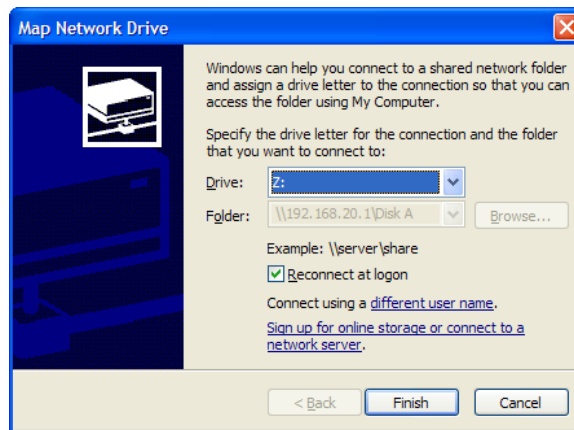 Map Network Drive
Windows can help you connect to a shared network folder
and assign a drive letter to the connection so that you can
access the folder using My Computer.
Specify the drive letter for the connection and the folder
that you want to connect to:
Drive: Z:
Folder: \\192.168.20.1\Disk A Browse...
Example: \\server\share
Reconnect at logon
Connect using a different user name.
Sign up for online storage or connect to a
network server.
< Back Finish Cancel